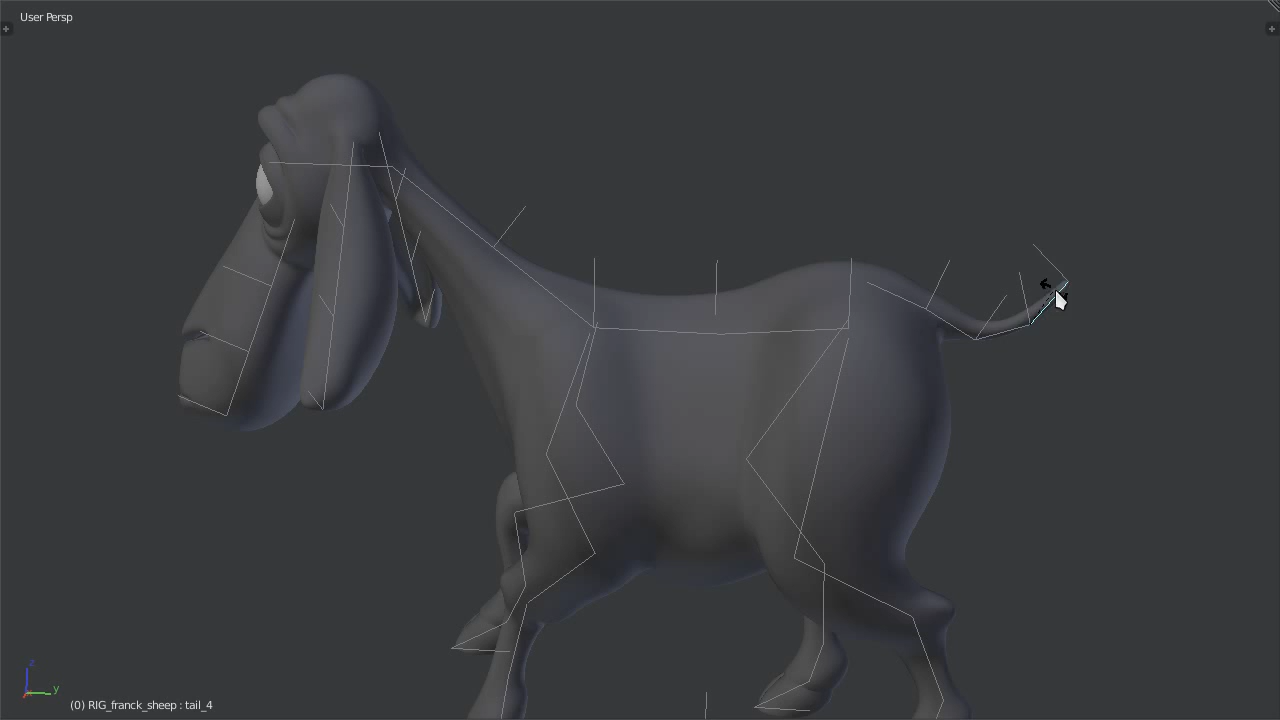 User Persp
z
y
(0) RIG_franck_sheep : tail_4